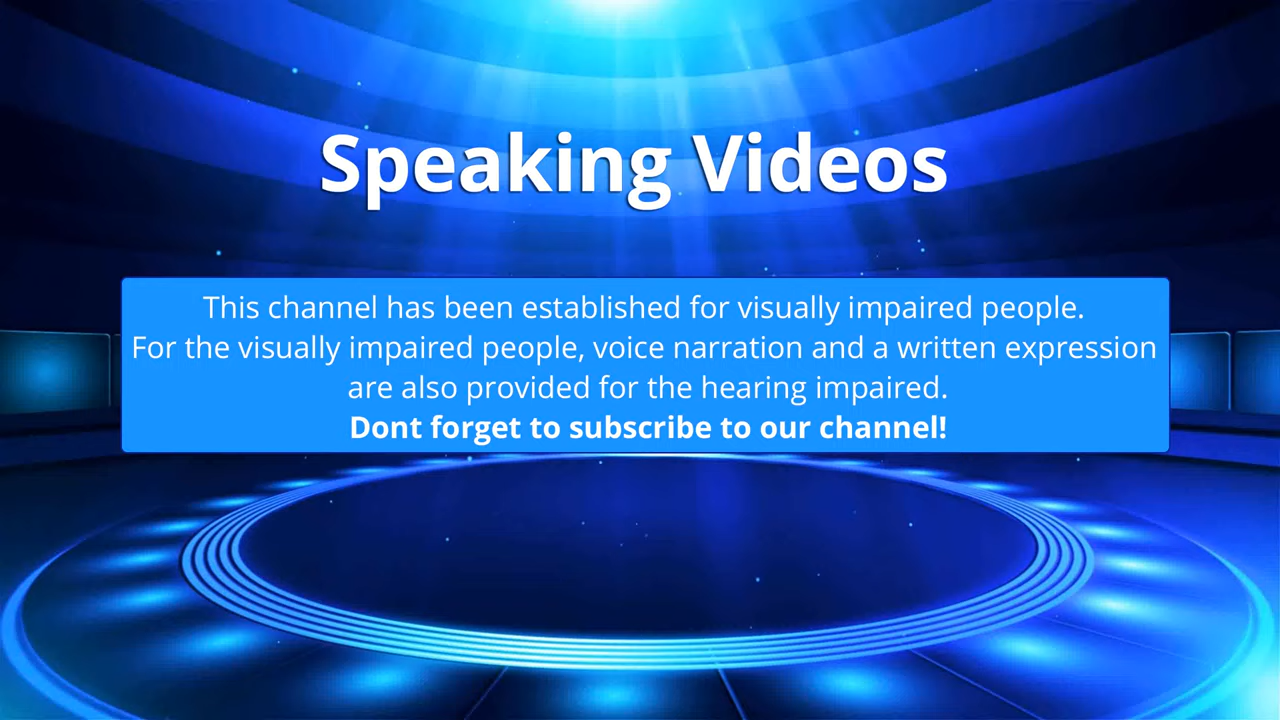 Speaking Videos
This channel has been established for visually impaired people.
For the visually impaired people, voice narration and a written expression
are also provided for the hearing impaired.
Dont forget to subscribe to our channel!